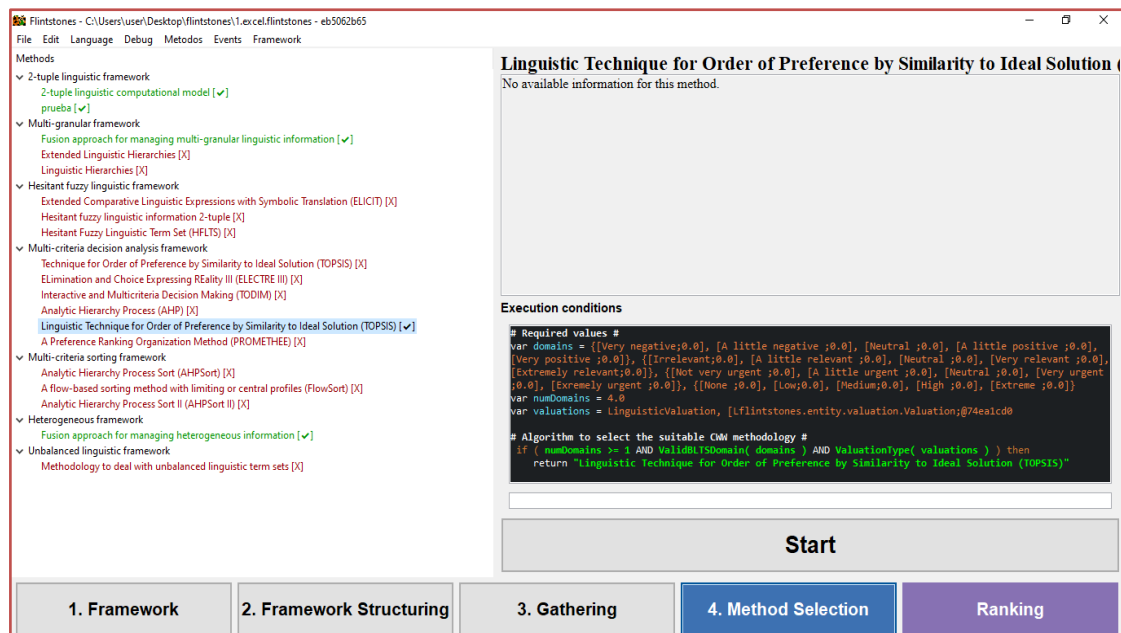 Flintstones - C:\Users\user\Desktop\flintstones\1.excel.flintstones - eb5062b65
File Edit Language Debug Metodos Events Framework
Methods
2-tuple linguistic framework
2-tuple linguistic computational model [✔]
prueba [✔]
Multi-granular framework
Fusion approach for managing multi-granular linguistic information [✔]
Extended Linguistic Hierarchies [X]
Linguistic Hierarchies [X]
Hesitant fuzzy linguistic framework
Extended Comparative Linguistic Expressions with Symbolic Translation (ELICIT) [X]
Hesitant fuzzy linguistic information 2-tuple [X]
Hesitant Fuzzy Linguistic Term Set (HFLTS) [X]
Multi-criteria decision analysis framework
Technique for Order of Preference by Similarity to Ideal Solution (TOPSIS) [X]
ELimination and Choice Expressing REality III (ELECTRE III) [X]
Interactive and Multicriteria Decision Making (TODIM) [X]
Analytic Hierarchy Process (AHP) [X]
Linguistic Technique for Order of Preference by Similarity to Ideal Solution (TOPSIS) [✔]
A Preference Ranking Organization Method (PROMETHEE) [X]
Multi-criteria sorting framework
Analytic Hierarchy Process Sort (AHPSort) [X]
A flow-based sorting method with limiting or central profiles (FlowSort) [X]
Analytic Hierarchy Process Sort II (AHPSort II) [X]
Heterogeneous framework
Fusion approach for managing heterogeneous information [✔]
Unbalanced linguistic framework
Methodology to deal with unbalanced linguistic term sets [X]
Linguistic Technique for Order of Preference by Similarity to Ideal Solution (
No available information for this method.
Execution conditions
# Required values #
var domains = {[Very negative;0.0], [A little negative ;0.0], [Neutral ;0.0], [A little positive ;0.0],
[Very positive ;0.0]}, {[Irrelevant;0.0], [A little relevant ;0.0], [Neutral ;0.0], [Very relevant ;0.0],
[Extremely relevant;0.0]}, {[Not very urgent ;0.0], [A little urgent ;0.0], [Neutral ;0.0], [Very urgent
;0.0], [Exremely urgent ;0.0]}, {[None ;0.0], [Low;0.0], [Medium;0.0], [High ;0.0], [Extreme ;0.0]}
var numDomains = 4.0
var valuations = LinguisticValuation, [Lflintstones.entity.valuation.Valuation;@74ea1cd0
# Algorithm to select the suitable CWW methodology #
if ( numDomains >= 1 AND ValidBLTSDomain( domains ) AND ValuationType( valuations ) ) then
return "Linguistic Technique for Order of Preference by Similarity to Ideal Solution (TOPSIS)"
Start
1. Framework
2. Framework Structuring
3. Gathering
4. Method Selection
Ranking